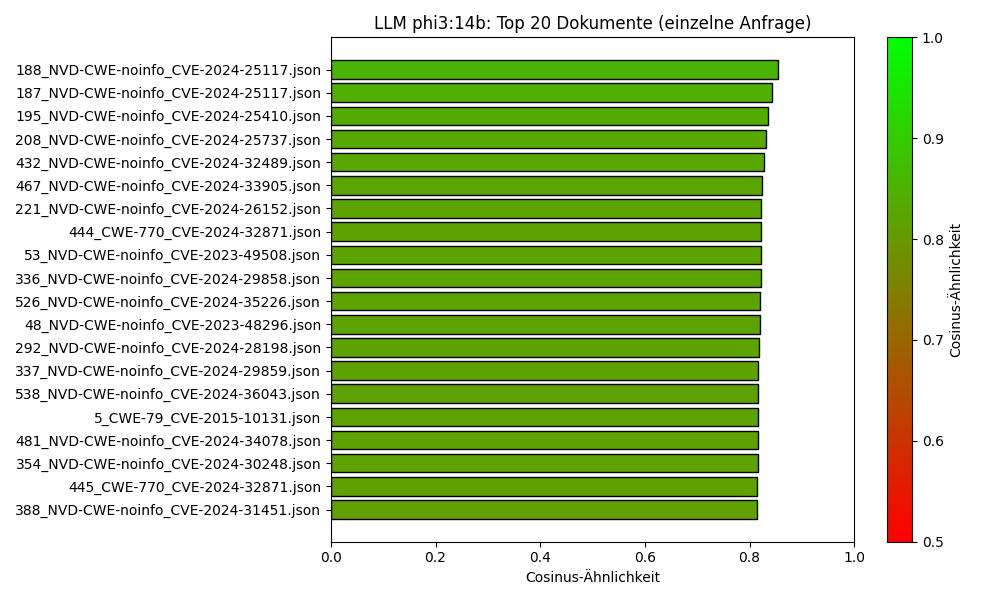 LLM phi3:14b: Top 20 Dokumente (einzelne Anfrage)
188_NVD-CWE-noinfo_CVE-2024-25117.json
187_NVD-CWE-noinfo_CVE-2024-25117.json
195_NVD-CWE-noinfo_CVE-2024-25410.json
208_NVD-CWE-noinfo_CVE-2024-25737.json
432_NVD-CWE-noinfo_CVE-2024-32489.json
467_NVD-CWE-noinfo_CVE-2024-33905.json
221_NVD-CWE-noinfo_CVE-2024-26152.json
444_CWE-770_CVE-2024-32871.json
53_NVD-CWE-noinfo_CVE-2023-49508.json
336_NVD-CWE-noinfo_CVE-2024-29858.json
526_NVD-CWE-noinfo_CVE-2024-35226.json
48_NVD-CWE-noinfo_CVE-2023-48296.json
292_NVD-CWE-noinfo_CVE-2024-28198.json
337_NVD-CWE-noinfo_CVE-2024-29859.json
538_NVD-CWE-noinfo_CVE-2024-36043.json
5_CWE-79_CVE-2015-10131.json
481_NVD-CWE-noinfo_CVE-2024-34078.json
354_NVD-CWE-noinfo_CVE-2024-30248.json
445_CWE-770_CVE-2024-32871.json
388_NVD-CWE-noinfo_CVE-2024-31451.json
0.0 0.2 0.4 0.6 0.8 1.0
Cosinus-Ähnlichkeit
1.0
0.9
0.8
0.7
0.6
0.5
Cosinus-Ähnlichkeit